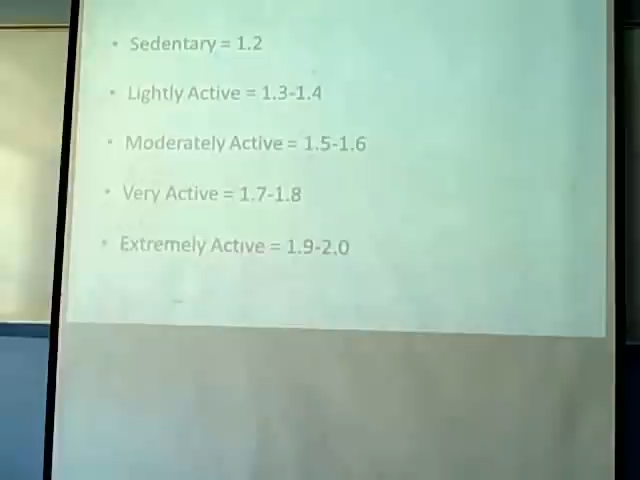 • Sedentary = 1.2
• Lightly Active = 1.3-1.4
• Moderately Active = 1.5-1.6
• Very Active = 1.7-1.8
• Extremely Active = 1.9-2.0